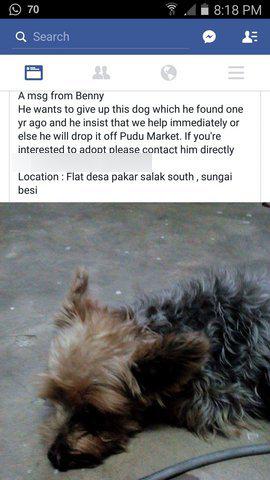 70
8:18 PM
Search
A msg from Benny
He wants to give up this dog which he found one
yr ago and he insist that we help immediately or
else he will drop it off Pudu Market. If you're
interested to adopt please contact him directly
Location : Flat desa pakar salak south , sungai
besi